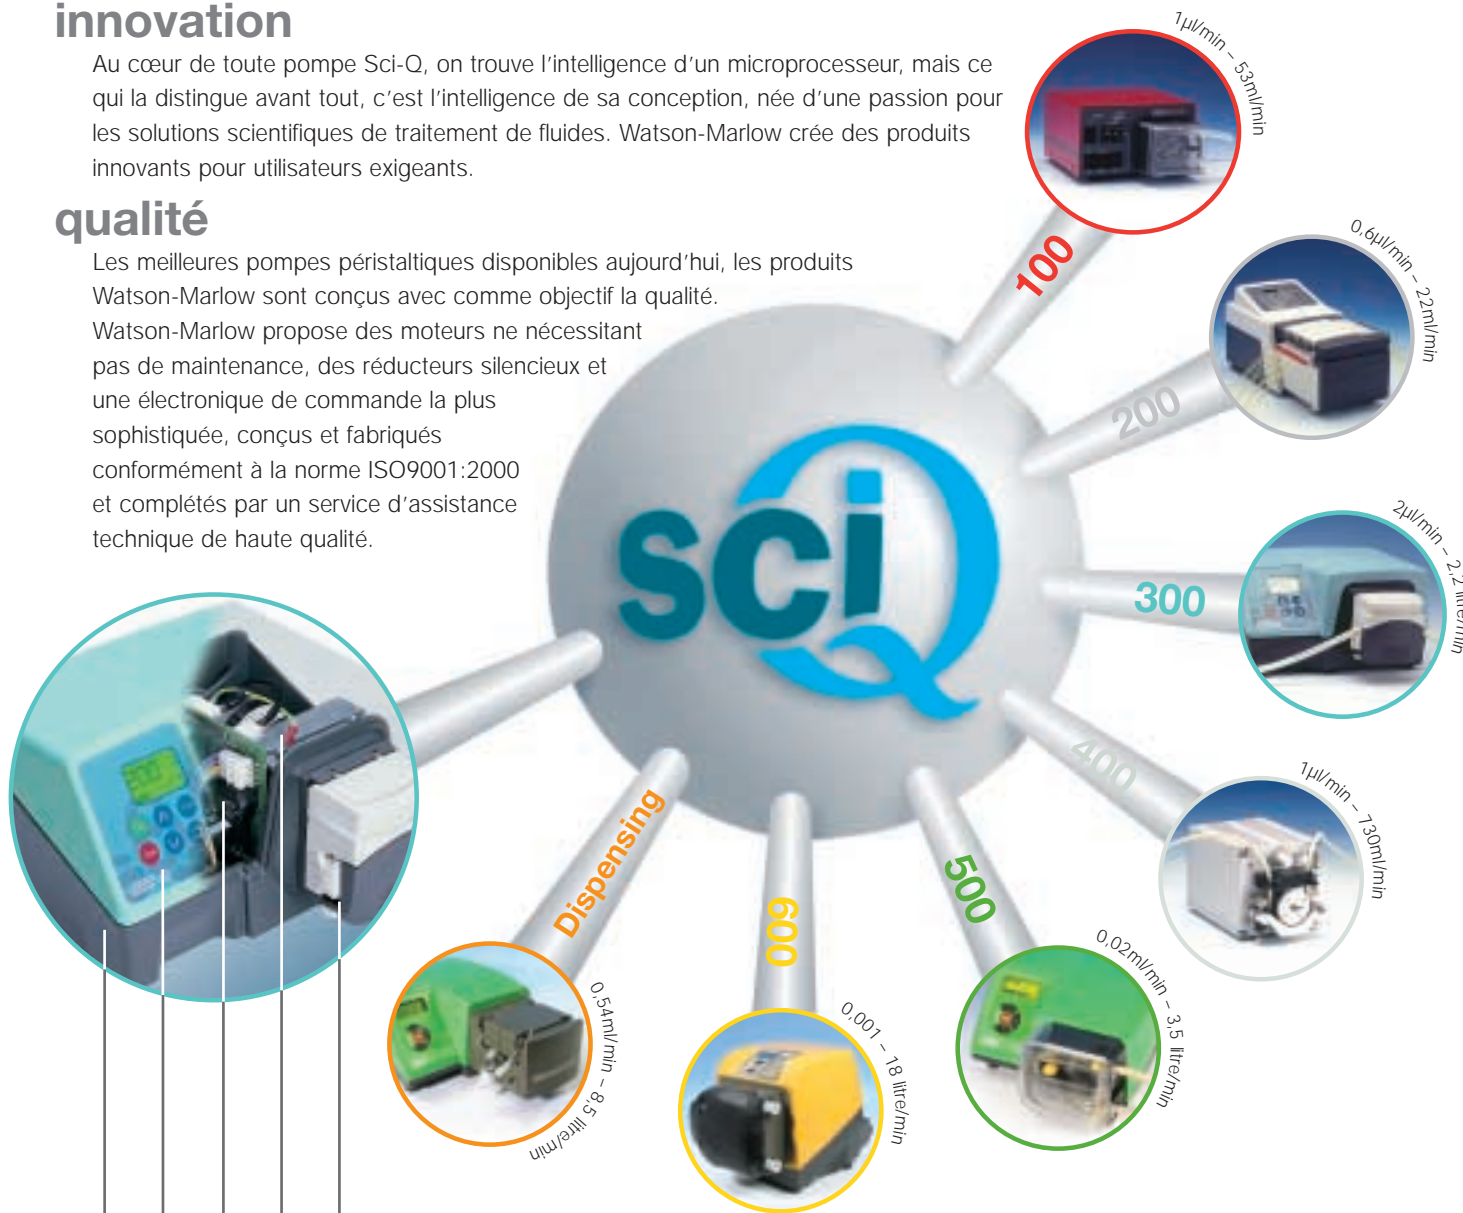 innovation
Au cœur de toute pompe Sci-Q, on trouve l'intelligence d'un microprocesseur, mais ce
qui la distingue avant tout, c'est l'intelligence de sa conception, née d'une passion pour
les solutions scientifiques de traitement de fluides. Watson-Marlow crée des produits
innovants pour utilisateurs exigeants.
qualité
Les meilleures pompes péristaltiques disponibles aujourd'hui, les produits
Watson-Marlow sont conçus avec comme objectif la qualité.
Watson-Marlow propose des moteurs ne nécessitant
pas de maintenance, des réducteurs silencieux et
une électronique de commande la plus
sophistiquée, conçus et fabriqués
conformément à la norme ISO9001:2000
et complétés par un service d'assistance
technique de haute qualité.
sciQ
100
1µl/min – 53ml/min
200
0,6µl/min – 22ml/min
300
2µl/min – 2,2 litre/min
400
1µl/min – 730ml/min
500
0,02ml/min – 3,5 litre/min
600
0,001 – 18 litre/min
Dispensing
0,54ml/min – 8,5 litre/min